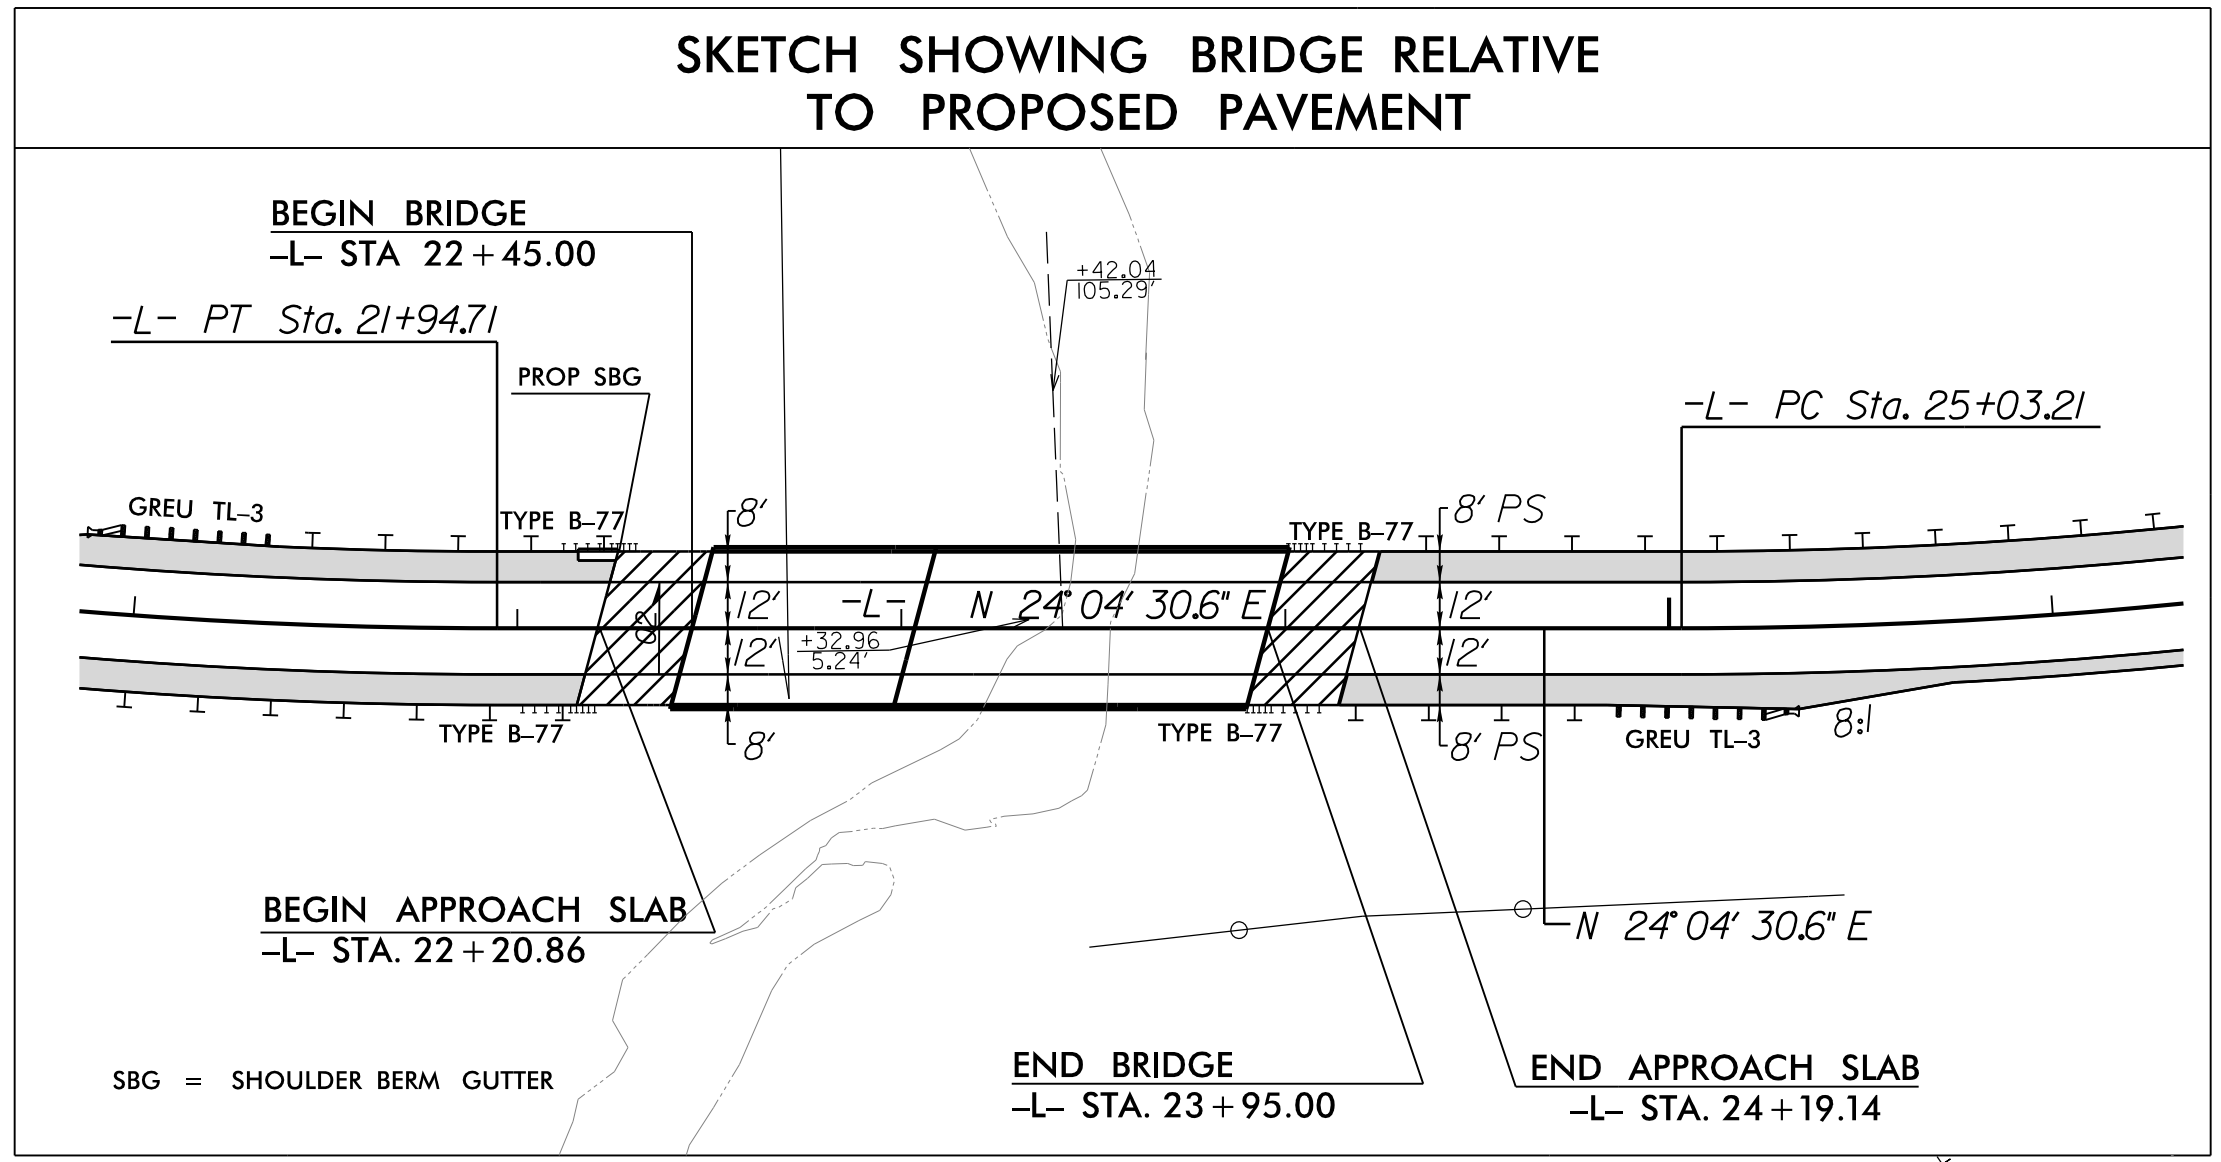 SKETCH SHOWING BRIDGE RELATIVE
TO PROPOSED PAVEMENT
BEGIN BRIDGE
-L- STA 22+45.00
+42.04
105.29'
-L- PT Sta. 21+94.71
PROP SBG
-L- PC Sta. 25+03.21
GREU TL-3
TYPE B-77
8'
8' PS
TYPE B-77
12'
-L-
N 24° 04' 30.6" E
12'
12'
+32.96
5.24'
12'
TYPE B-77
8'
TYPE B-77
8' PS
GREU TL-3
8:1
BEGIN APPROACH SLAB
-L- STA. 22+20.86
N 24° 04' 30.6" E
SBG = SHOULDER BERM GUTTER
END BRIDGE
-L- STA. 23+95.00
END APPROACH SLAB
-L- STA. 24+19.14